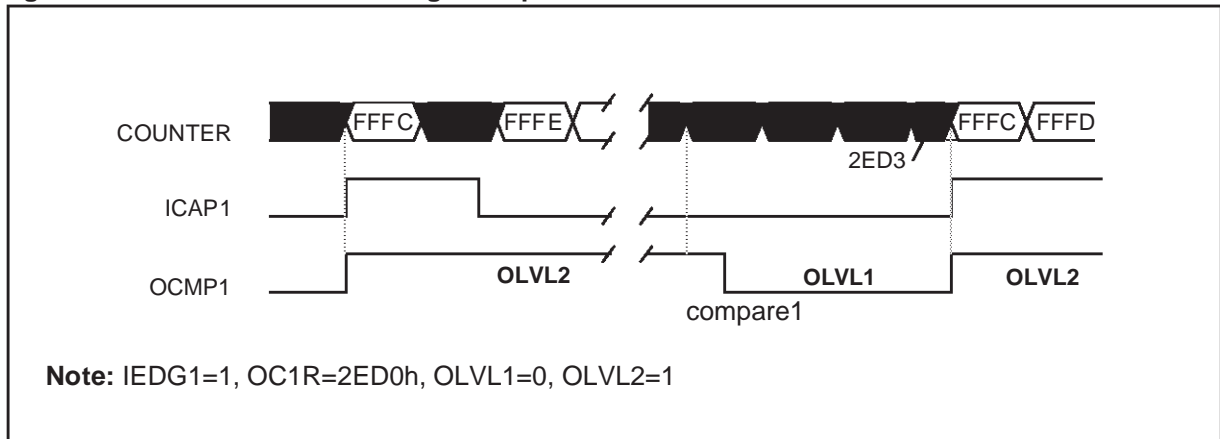 COUNTER FFFC FFFE FFFC FFFD
2ED3
ICAP1
OCMP1 OLVL2 OLVL1 OLVL2
compare1
Note: IEDG1=1, OC1R=2ED0h, OLVL1=0, OLVL2=1